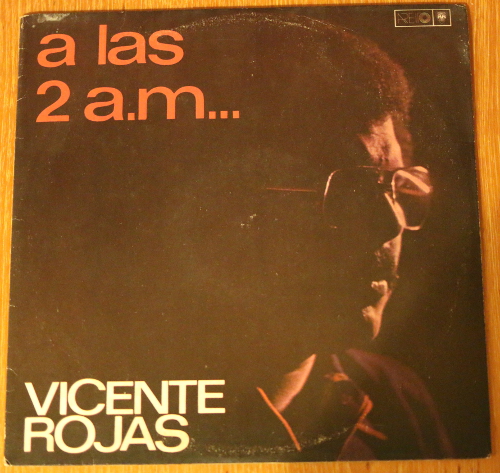 a las
2 a.m...
VICENTE
ROJAS